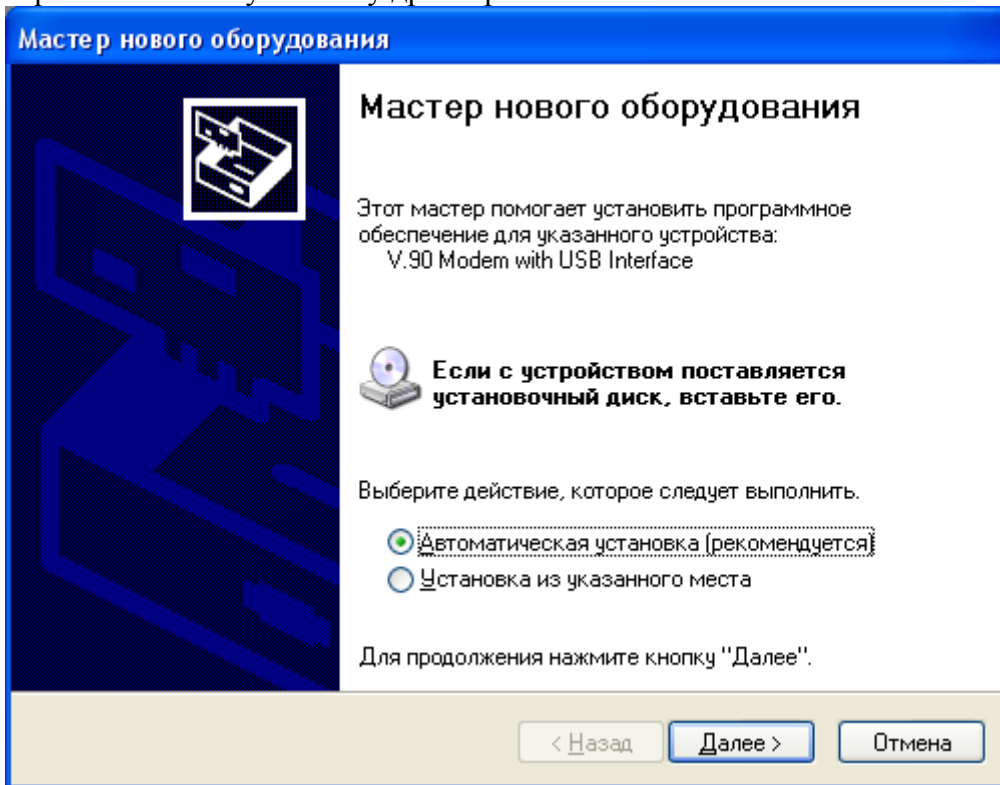 Мастер нового оборудования
Мастер нового оборудования
Этот мастер помогает установить программное
обеспечение для указанного устройства:
V.90 Modem with USB Interface
Если с устройством поставляется
установочный диск, вставьте его.
Выберите действие, которое следует выполнить.
Автоматическая установка (рекомендуется)
Установка из указанного места
Для продолжения нажмите кнопку "Далее".
< Назад Далее > Отмена